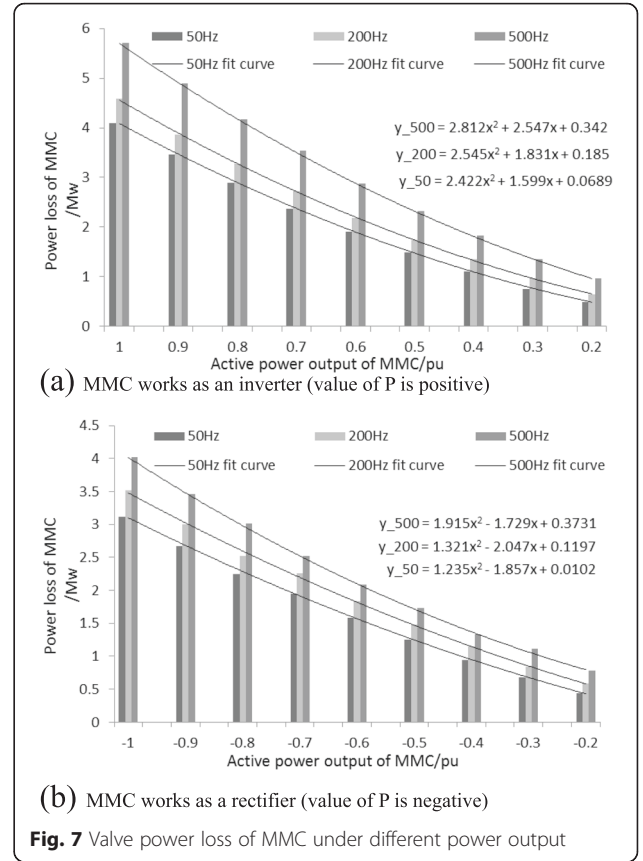 6
5
4
3
2
1
0
Power loss of MMC
/Mw
50Hz 200Hz 500Hz
50Hz fit curve 200Hz fit curve 500Hz fit curve
y_500 = 2.812x² + 2.547x + 0.342
y_200 = 2.545x² + 1.831x + 0.185
y_50 = 2.422x² + 1.599x + 0.0689
1 0.9 0.8 0.7 0.6 0.5 0.4 0.3 0.2
Active power output of MMC/pu
(a) MMC works as an inverter (value of P is positive)
4.5
4
3.5
3
2.5
2
1.5
1
0.5
0
Power loss of MMC
/Mw
50Hz 200Hz 500Hz
50Hz fit curve 200Hz fit curve 500Hz fit curve
y_500 = 1.915x² - 1.729x + 0.3731
y_200 = 1.321x² - 2.047x + 0.1197
y_50 = 1.235x² - 1.857x + 0.0102
-1 -0.9 -0.8 -0.7 -0.6 -0.5 -0.4 -0.3 -0.2
Active power output of MMC/pu
(b) MMC works as a rectifier (value of P is negative)
Fig. 7 Valve power loss of MMC under different power output